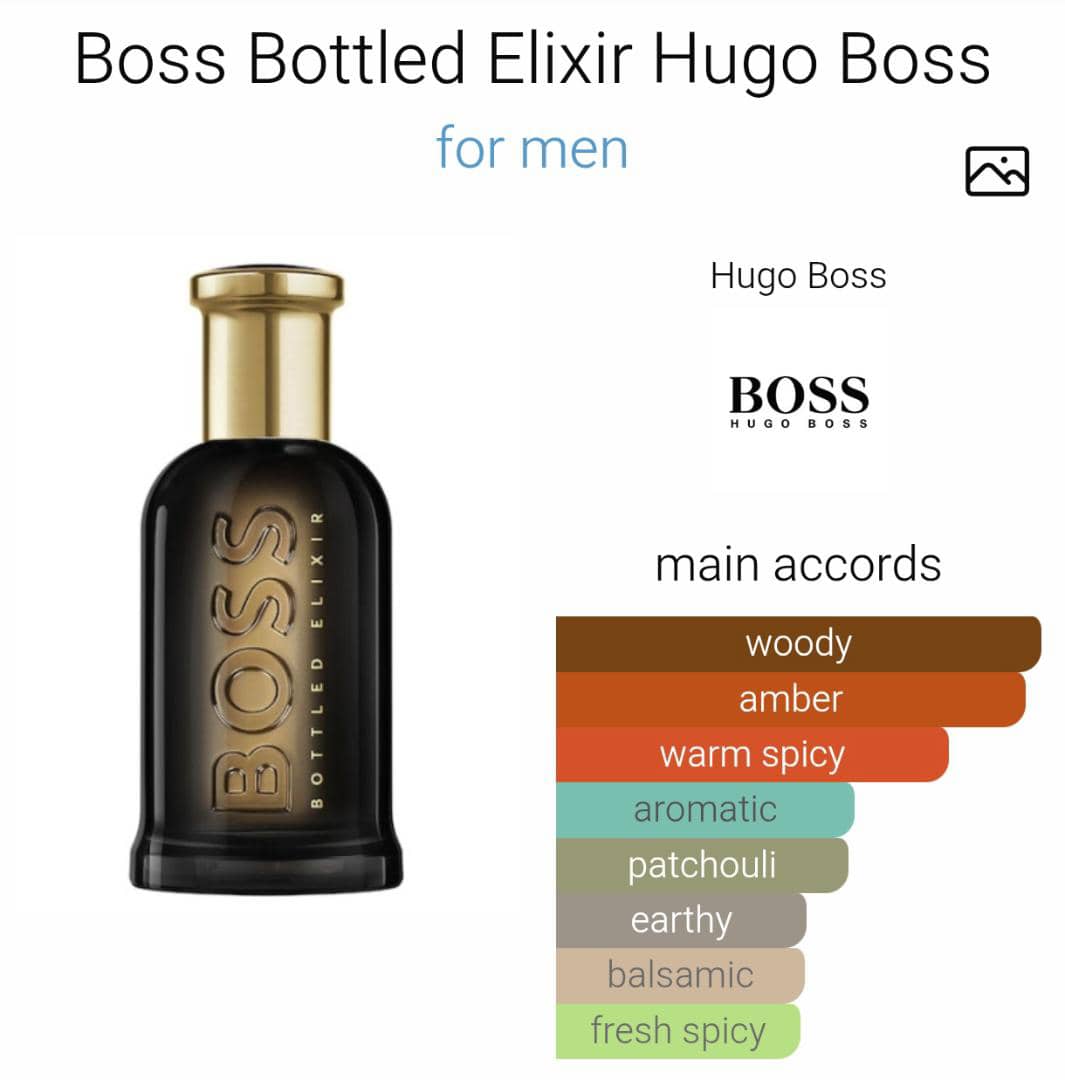 Boss Bottled Elixir Hugo Boss
for men
Hugo Boss
BOSS
HUGO BOSS
BOSS
BOTTLED ELIXIR
main accords
woody
amber
warm spicy
aromatic
patchouli
earthy
balsamic
fresh spicy